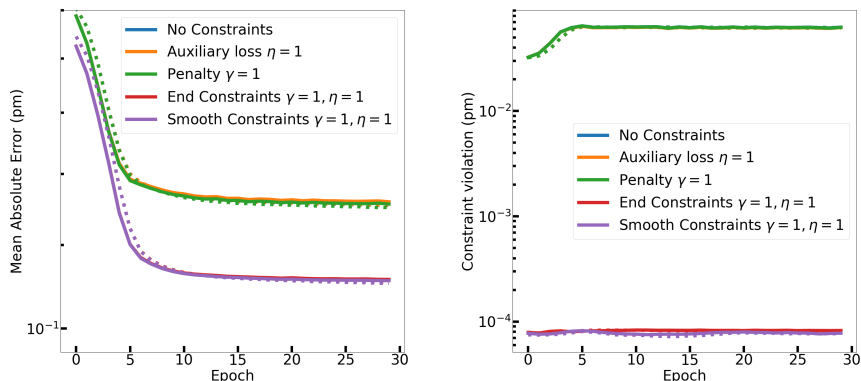 Mean Absolute Error (pm)
No Constraints
Auxiliary loss η = 1
Penalty γ = 1
End Constraints γ = 1, η = 1
Smooth Constraints γ = 1, η = 1
10⁻¹
0 5 10 15 20 25 30
Epoch
Constraint violation (pm)
10⁻²
No Constraints
Auxiliary loss η = 1
Penalty γ = 1
10⁻³
End Constraints γ = 1, η = 1
Smooth Constraints γ = 1, η = 1
10⁻⁴
0 5 10 15 20 25 30
Epoch